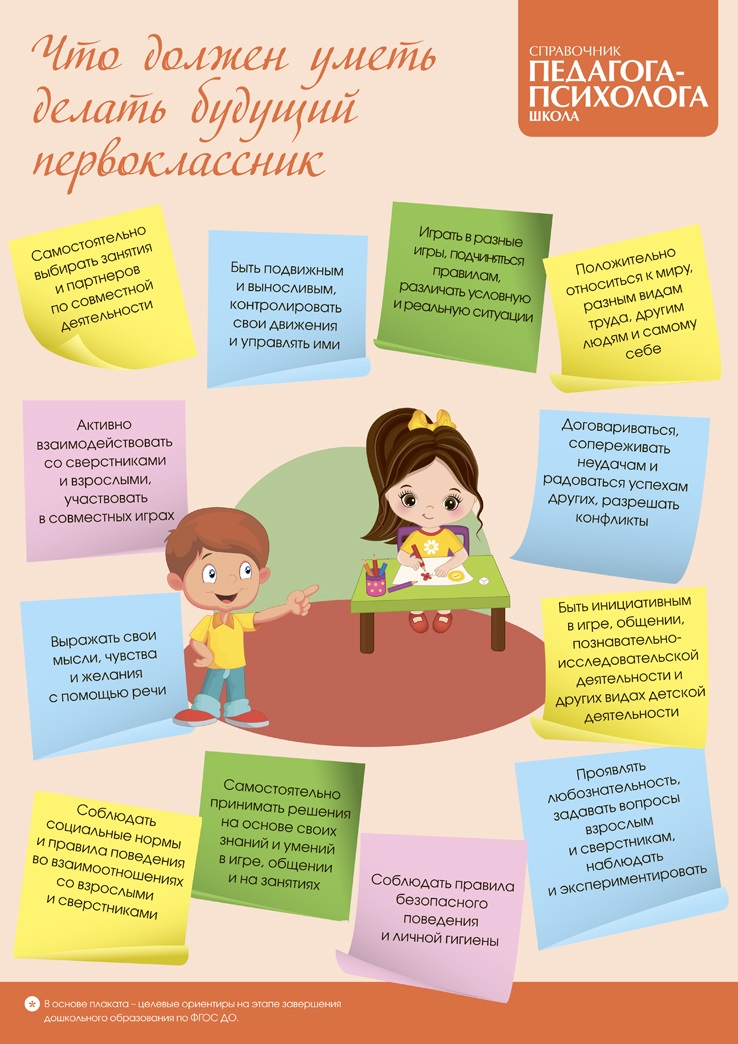 Что должен уметь
делать будущий
первоклассник
СПРАВОЧНИК
ПЕДАГОГА-
ПСИХОЛОГА
ШКОЛА
Самостоятельно
выбирать занятия
и партнеров
по совместной
деятельности
Быть подвижным
и выносливым,
контролировать
свои движения
и управлять ими
Играть в разные
игры, подчиняться
правилам,
различать условную
и реальную ситуации
Положительно
относиться к миру,
разным видам
труда, другим
людям и самому
себе
Активно
взаимодействовать
со сверстниками
и взрослыми,
участвовать
в совместных играх
Договариваться,
сопереживать
неудачам и
радоваться успехам
других, разрешать
конфликты
Выражать свои
мысли, чувства
и желания
с помощью речи
Быть инициативным
в игре, общении,
познавательно-
исследовательской
деятельности и
других видах детской
деятельности
Соблюдать
социальные нормы
и правила поведения
во взаимоотношениях
со взрослыми
и сверстниками
Самостоятельно
принимать решения
на основе своих
знаний и умений
в игре, общении
и на занятиях
Соблюдать правила
безопасного
поведения
и личной гигиены
Проявлять
любознательность,
задавать вопросы
взрослым
и сверстникам,
наблюдать
и экспериментировать
* В основе плаката – целевые ориентиры на этапе завершения
дошкольного образования по ФГОС ДО.